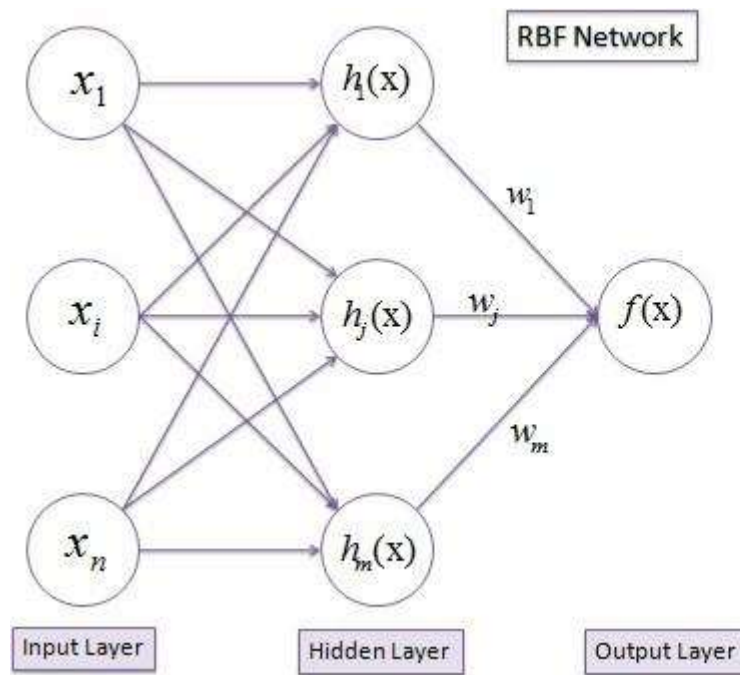 RBF Network
x₁
h₁(x)
w₁
xᵢ
hⱼ(x)
wⱼ
f(x)
wₘ
xₙ
hₘ(x)
Input Layer
Hidden Layer
Output Layer